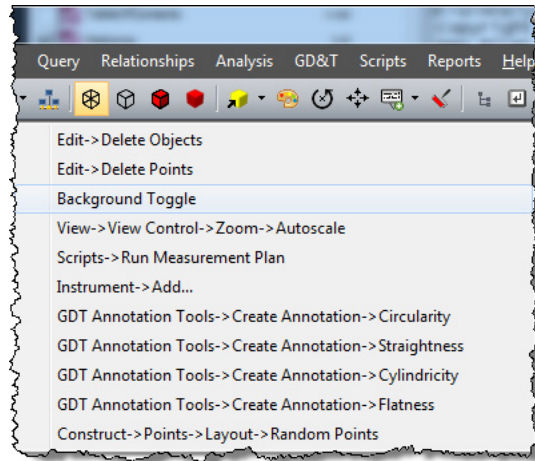 Query Relationships Analysis GD&T Scripts Reports Help
Edit->Delete Objects
Edit->Delete Points
Background Toggle
View->View Control->Zoom->Autoscale
Scripts->Run Measurement Plan
Instrument->Add...
GDT Annotation Tools->Create Annotation->Circularity
GDT Annotation Tools->Create Annotation->Straightness
GDT Annotation Tools->Create Annotation->Cylindricity
GDT Annotation Tools->Create Annotation->Flatness
Construct->Points->Layout->Random Points